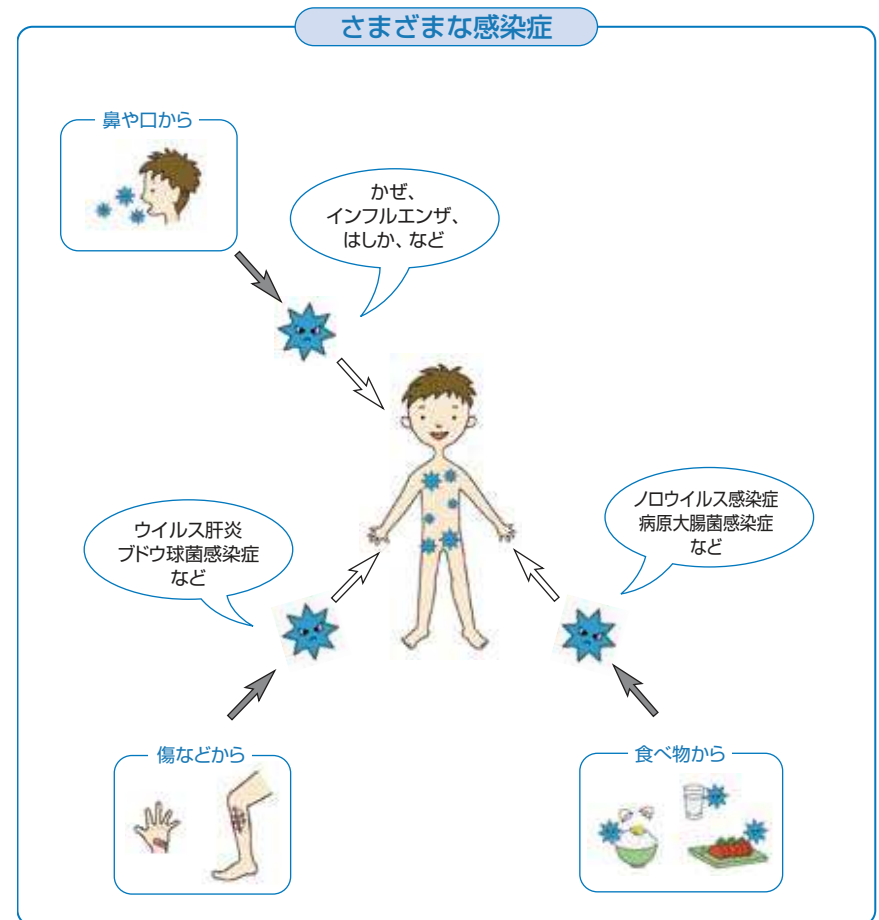 さまざまな感染症
鼻や口から
かぜ、
インフルエンザ、
はしか、など
ウイルス肝炎
ブドウ球菌感染症
など
ノロウイルス感染症
病原大腸菌感染症
など
傷などから
食べ物から